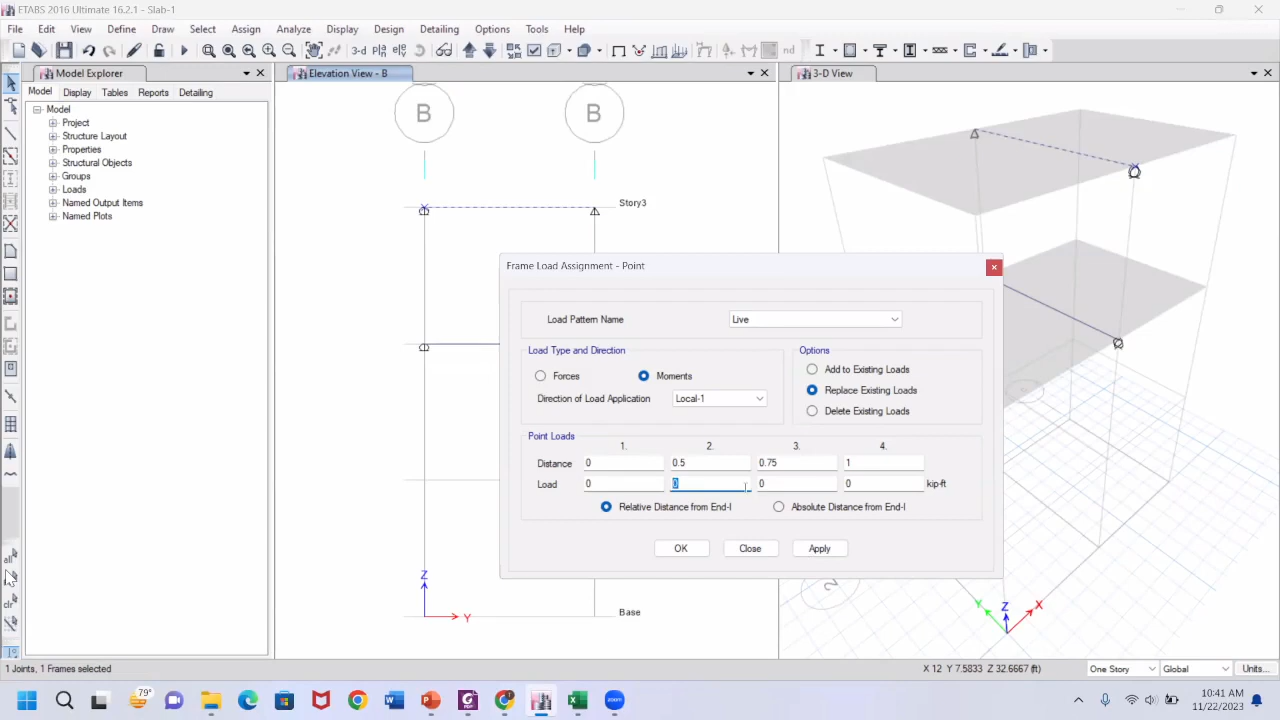 ETABS 2016 Ultimate 16.2.1 - Slab-1
File Edit View Define Draw Select Assign Analyze Display Design Detailing Options Tools Help
3-d nd
Model Explorer
Model Display Tables Reports Detailing
Model
Project
Structure Layout
Properties
Structural Objects
Groups
Loads
Named Output Items
Named Plots
all
clr
Elevation View - B
B B
Story3
Base
Z
Y
3-D View
Z
Y X
2
Frame Load Assignment - Point
Load Pattern Name Live
Load Type and Direction
Forces Moments
Direction of Load Application Local-1
Options
Add to Existing Loads
Replace Existing Loads
Delete Existing Loads
Point Loads
1. 2. 3. 4.
Distance 0 0.5 0.75 1
Load 0 0 0 0 kip-ft
Relative Distance from End-I Absolute Distance from End-I
OK Close Apply
1 Joints, 1 Frames selected
X 12 Y 7.5833 Z 32.6667 (ft) One Story Global Units...
79°
zoom
10:41 AM
11/22/2023